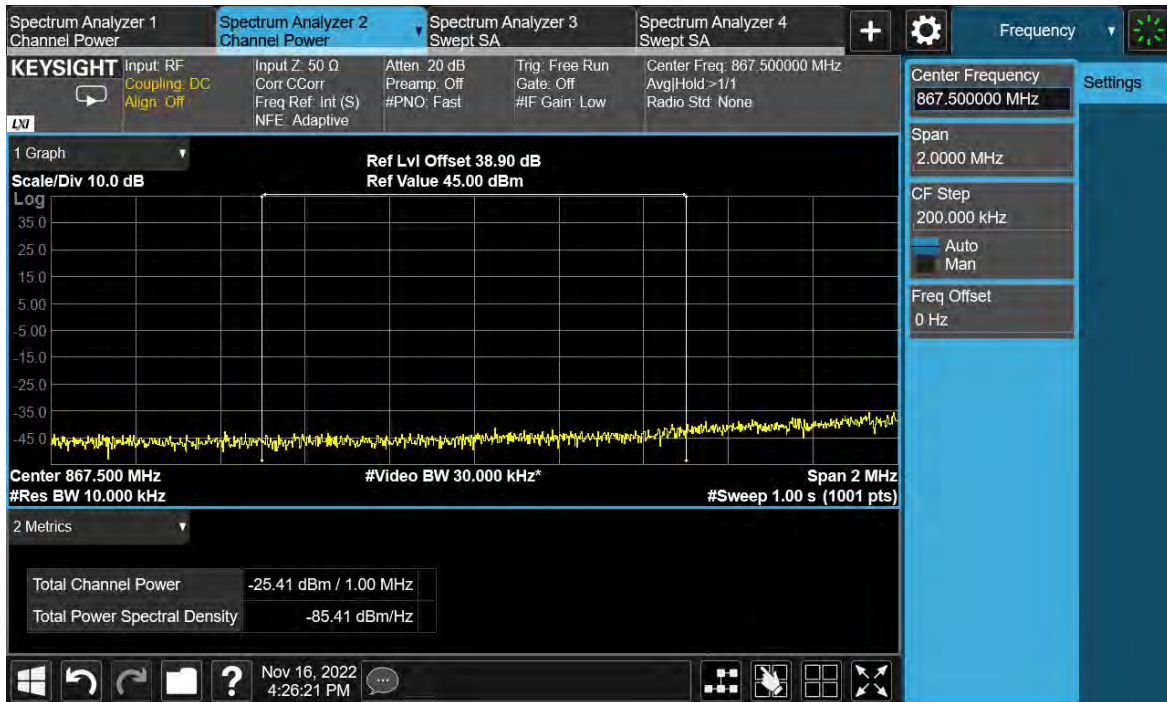 Spectrum Analyzer 1
Channel Power
Spectrum Analyzer 2
Channel Power
Spectrum Analyzer 3
Swept SA
Spectrum Analyzer 4
Swept SA
+
Frequency
KEYSIGHT
LXI
Input: RF
Coupling: DC
Align: Off
Input Z: 50 Ω
Corr CCorr
Freq Ref: Int (S)
NFE: Adaptive
Atten: 20 dB
Preamp: Off
#PNO: Fast
Trig: Free Run
Gate: Off
#IF Gain: Low
Center Freq: 867.500000 MHz
Avg|Hold:>1/1
Radio Std: None
1 Graph
Scale/Div 10.0 dB
Ref Lvl Offset 38.90 dB
Ref Value 45.00 dBm
Log
35.0
25.0
15.0
5.00
-5.00
-15.0
-25.0
-35.0
-45.0
Center 867.500 MHz
#Video BW 30.000 kHz*
Span 2 MHz
#Res BW 10.000 kHz
#Sweep 1.00 s (1001 pts)
2 Metrics
Total Channel Power -25.41 dBm / 1.00 MHz
Total Power Spectral Density -85.41 dBm/Hz
?
Nov 16, 2022
4:26:21 PM
Center Frequency
867.500000 MHz
Settings
Span
2.0000 MHz
CF Step
200.000 kHz
Auto
Man
Freq Offset
0 Hz